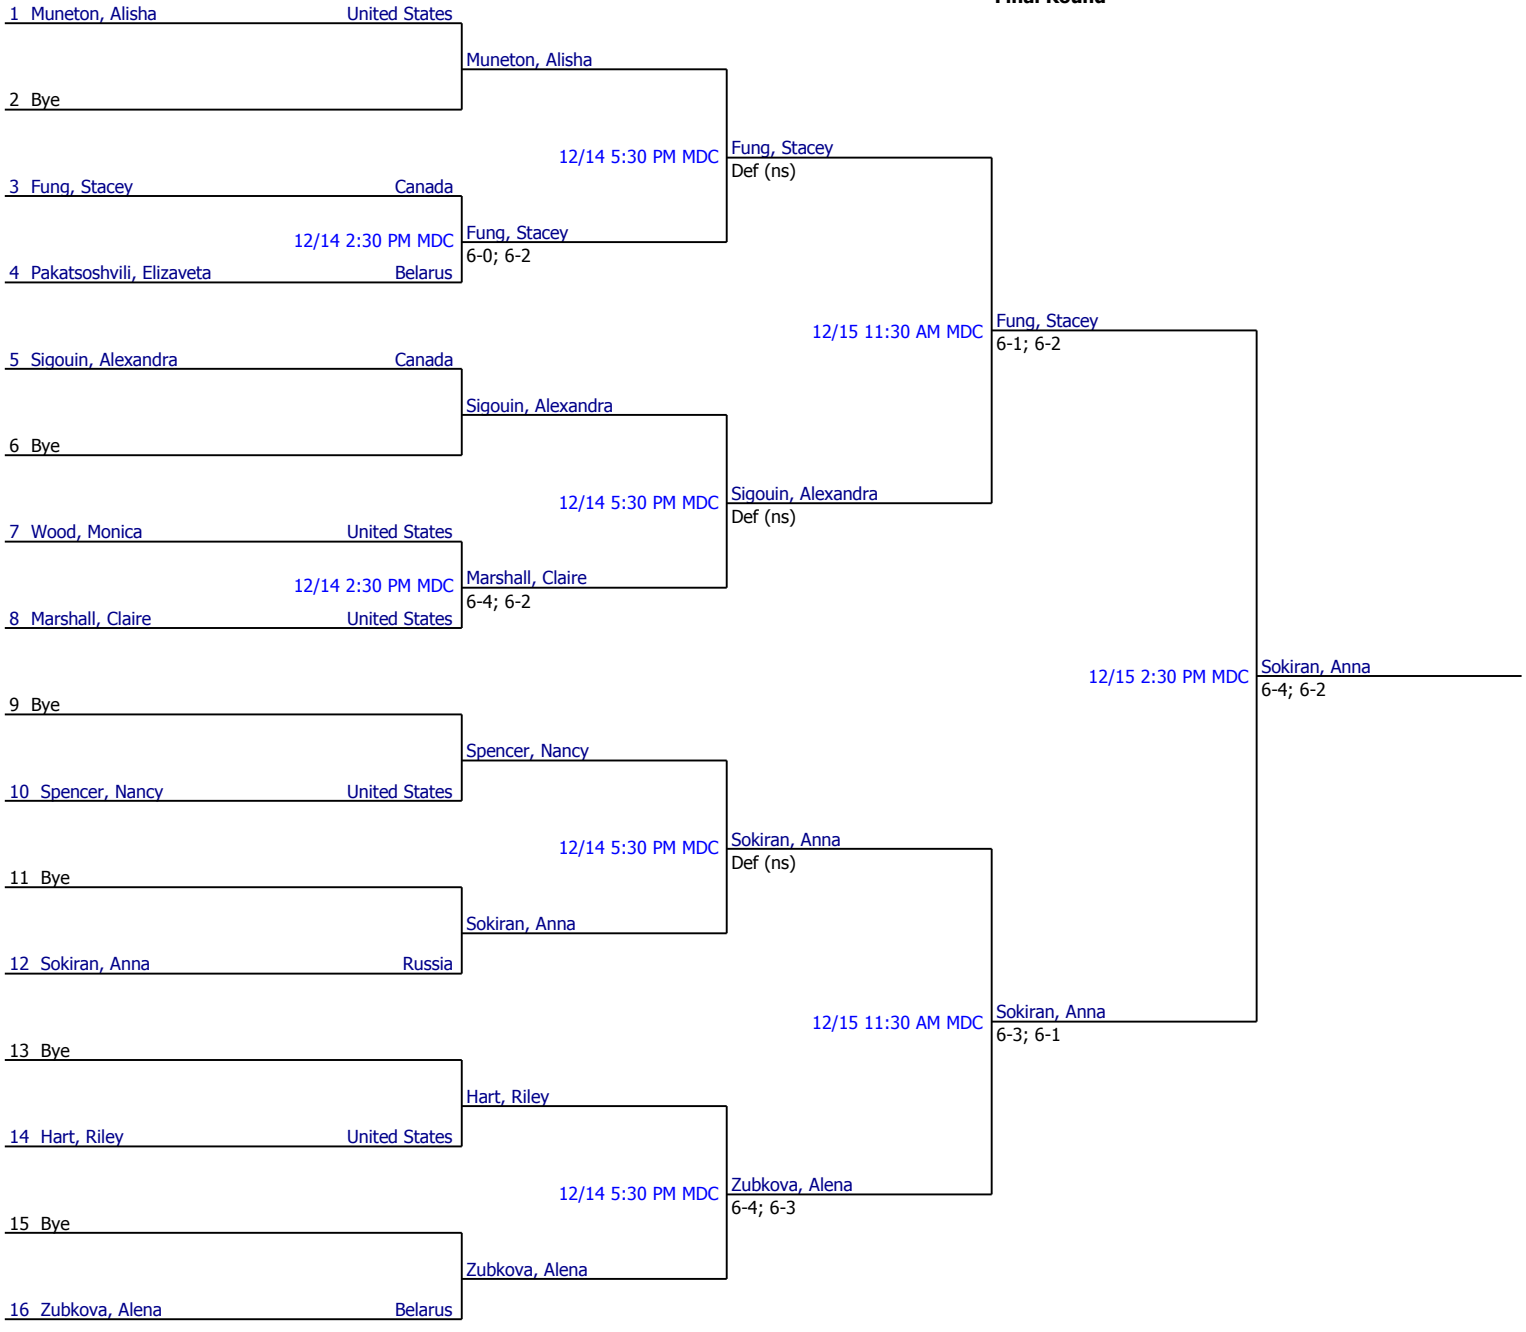 Final Round
1 Muneton, Alisha United States
Muneton, Alisha
2 Bye
12/14 5:30 PM MDC Fung, Stacey
Def (ns)
3 Fung, Stacey Canada
12/14 2:30 PM MDC Fung, Stacey
6-0; 6-2
4 Pakatsoshvili, Elizaveta Belarus
12/15 11:30 AM MDC Fung, Stacey
6-1; 6-2
5 Sigouin, Alexandra Canada
Sigouin, Alexandra
6 Bye
12/14 5:30 PM MDC Sigouin, Alexandra
Def (ns)
7 Wood, Monica United States
12/14 2:30 PM MDC Marshall, Claire
6-4; 6-2
8 Marshall, Claire United States
12/15 2:30 PM MDC Sokiran, Anna
6-4; 6-2
9 Bye
Spencer, Nancy
10 Spencer, Nancy United States
12/14 5:30 PM MDC Sokiran, Anna
Def (ns)
11 Bye
Sokiran, Anna
12 Sokiran, Anna Russia
12/15 11:30 AM MDC Sokiran, Anna
6-3; 6-1
13 Bye
Hart, Riley
14 Hart, Riley United States
12/14 5:30 PM MDC Zubkova, Alena
6-4; 6-3
15 Bye
Zubkova, Alena
16 Zubkova, Alena Belarus